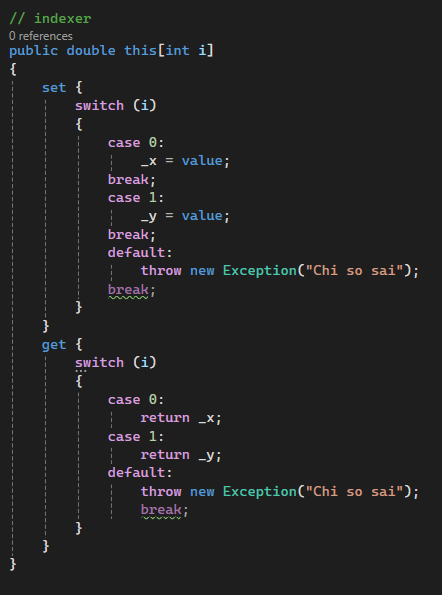 // indexer
0 references
public double this[int i]
{
set {
switch (i)
{
case 0:
_x = value;
break;
case 1:
_y = value;
break;
default:
throw new Exception("Chi so sai");
break;
}
}
get {
switch (i)
{
case 0:
return _x;
case 1:
return _y;
default:
throw new Exception("Chi so sai");
break;
}
}
}